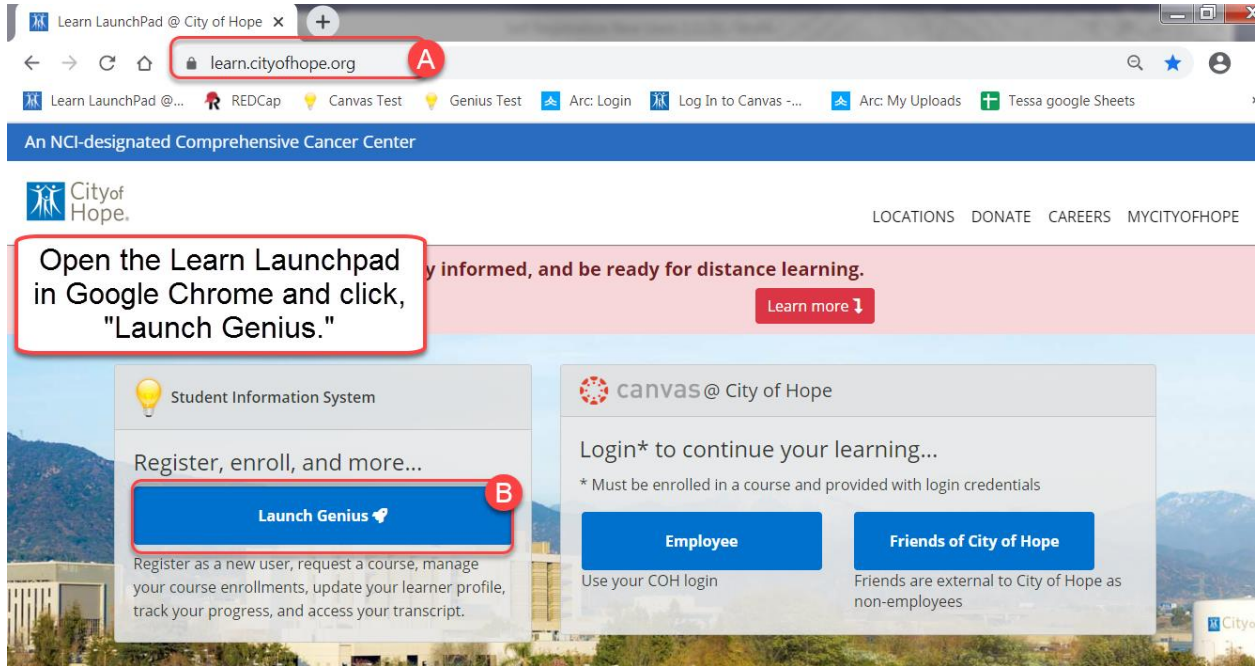 Learn LaunchPad @ City of Hope
learn.cityofhope.org
A
Learn LaunchPad @...
REDCap
Canvas Test
Genius Test
Arc: Login
Log In to Canvas -...
Arc: My Uploads
Tessa google Sheets
An NCI-designated Comprehensive Cancer Center
City of
Hope.
LOCATIONS DONATE CAREERS MYCITYOFHOPE
Open the Learn Launchpad
in Google Chrome and click,
"Launch Genius."
y informed, and be ready for distance learning.
Learn more
Student Information System
Register, enroll, and more...
B
Launch Genius
Register as a new user, request a course, manage
your course enrollments, update your learner profile,
track your progress, and access your transcript.
canvas @ City of Hope
Login* to continue your learning...
* Must be enrolled in a course and provided with login credentials
Employee
Use your COH login
Friends of City of Hope
Friends are external to City of Hope as
non-employees
City